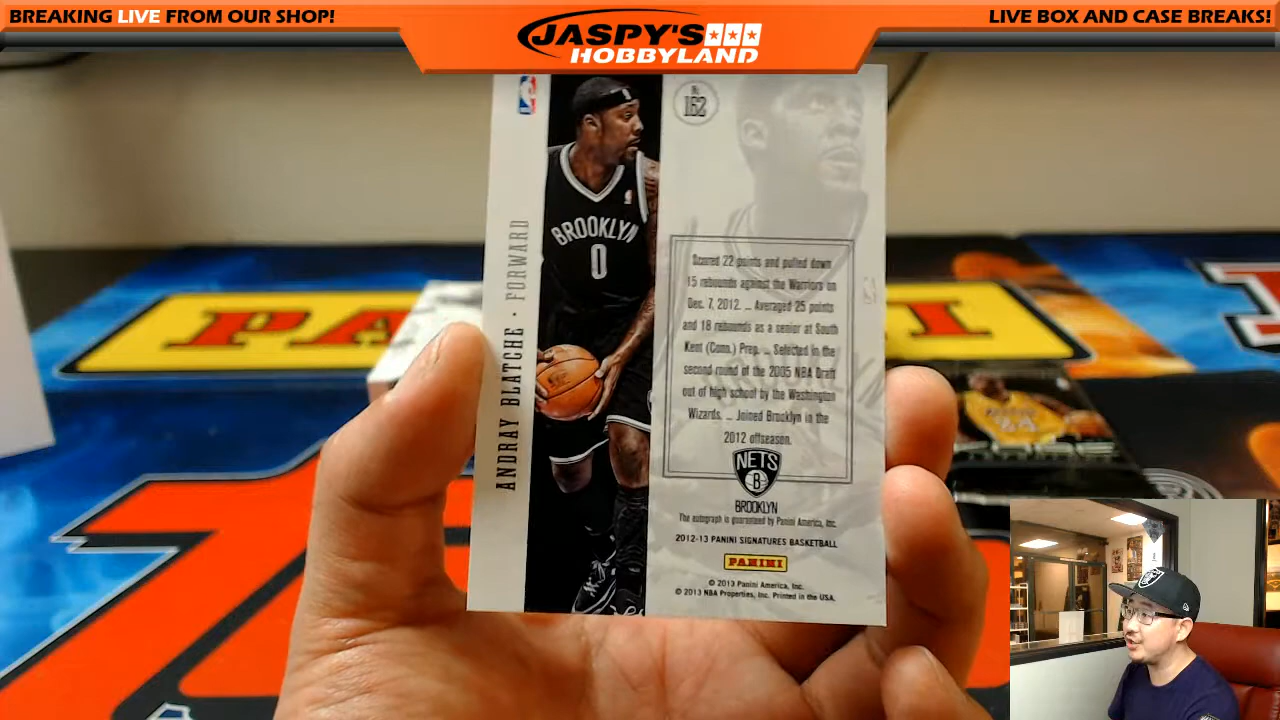 BREAKING LIVE FROM OUR SHOP!
JASPY'S
HOBBYLAND
LIVE BOX AND CASE BREAKS!
No.
162
ANDRAY BLATCHE · FORWARD
BROOKLYN
0
Scored 22 points and pulled down
15 rebounds against the Warriors on
Dec. 7, 2012. ... Averaged 25 points
and 18 rebounds as a senior at South
Kent (Conn.) Prep. ... Selected in the
second round of the 2005 NBA Draft
out of high school by the Washington
Wizards. ... Joined Brooklyn in the
2012 offseason.
NETS
B
BROOKLYN
The autograph is guaranteed by Panini America, Inc.
2012-13 PANINI SIGNATURES BASKETBALL
PANINI
© 2013 Panini America, Inc.
© 2013 NBA Properties, Inc. Printed in the USA.
PA
I